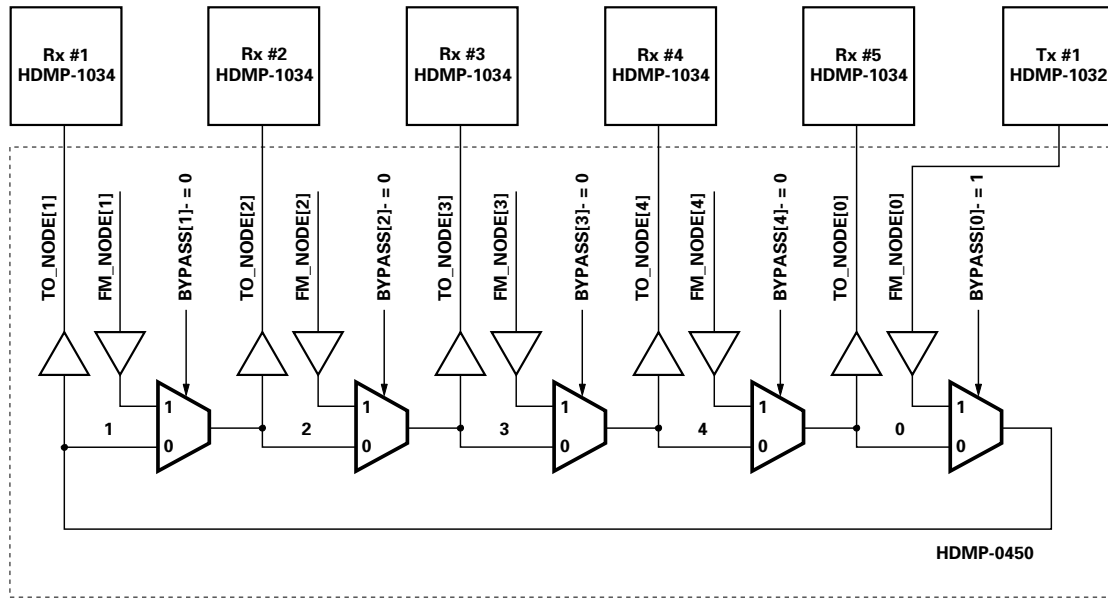 Rx #1
HDMP-1034
Rx #2
HDMP-1034
Rx #3
HDMP-1034
Rx #4
HDMP-1034
Rx #5
HDMP-1034
Tx #1
HDMP-1032
TO_NODE[1]
FM_NODE[1]
BYPASS[1]- = 0
TO_NODE[2]
FM_NODE[2]
BYPASS[2]- = 0
TO_NODE[3]
FM_NODE[3]
BYPASS[3]- = 0
TO_NODE[4]
FM_NODE[4]
BYPASS[4]- = 0
TO_NODE[0]
FM_NODE[0]
BYPASS[0]- = 1
1
1
0
2
1
0
3
1
0
4
1
0
0
1
0
HDMP-0450